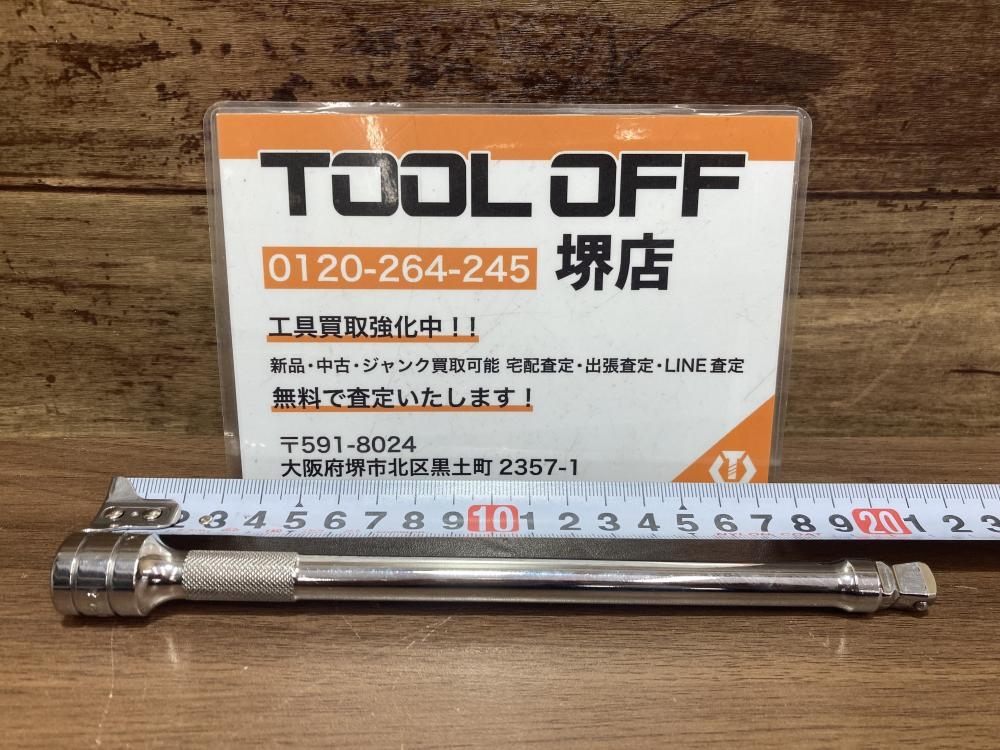 TOOL OFF
0120-264-245 堺店
工具買取強化中！！
新品・中古・ジャンク買取可能 宅配査定・出張査定・LINE査定
無料で査定いたします！
〒591-8024
大阪府堺市北区黒土町 2357-1
2 3 4 5 6 7 8 9 10 1 2 3 4 5 6 7 8 9 20 1 2 3
NYLON COAT